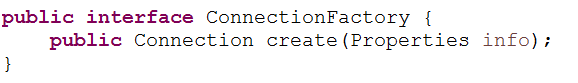 public interface ConnectionFactory {
    public Connection create(Properties info);
}